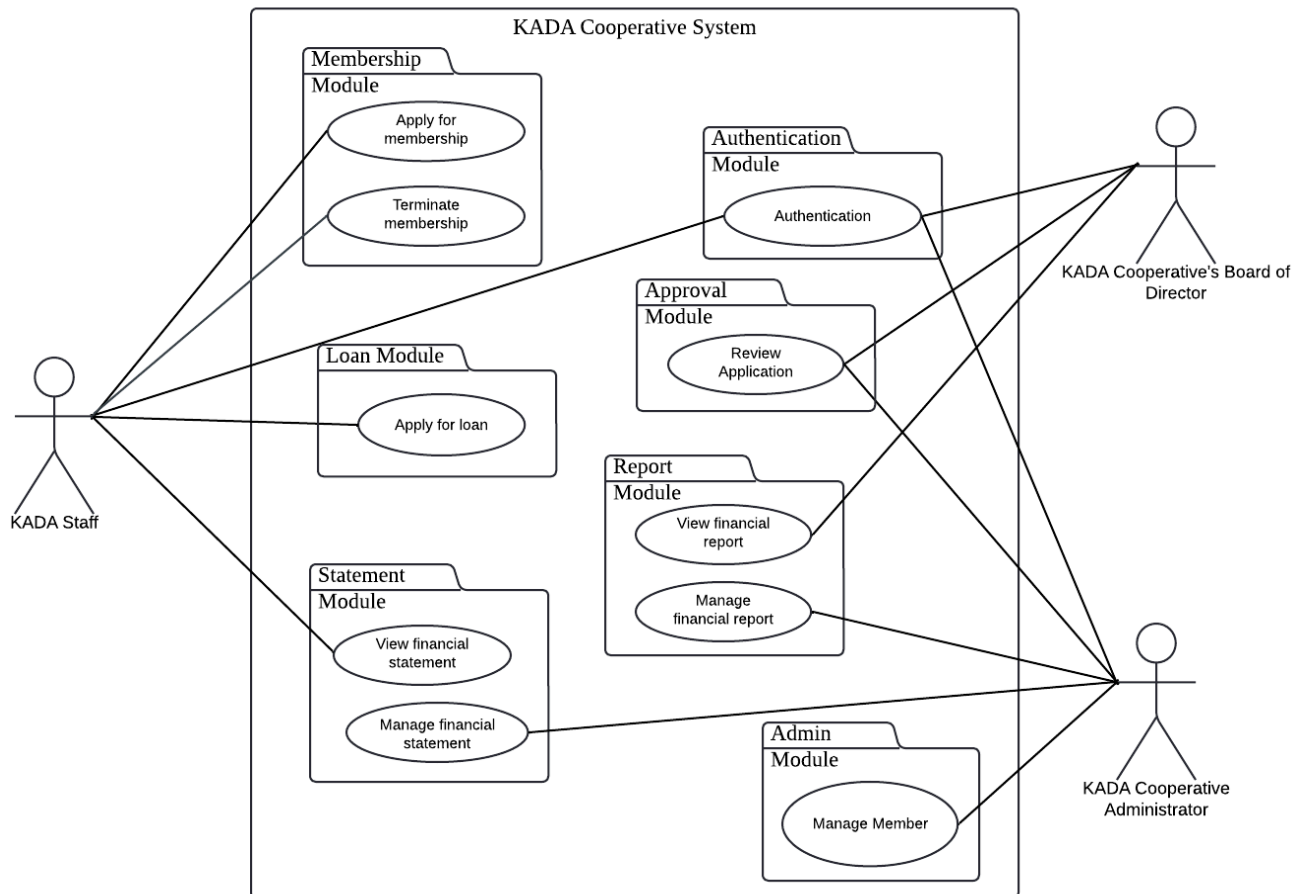 KADA Cooperative System
Membership
Module
Apply for
membership
Terminate
membership
Authentication
Module
Authentication
KADA Cooperative's Board of
Director
Approval
Module
Review
Application
Loan Module
Apply for loan
KADA Staff
Report
Module
View financial
report
Manage
financial report
Statement
Module
View financial
statement
Manage financial
statement
Admin
Module
Manage Member
KADA Cooperative
Administrator